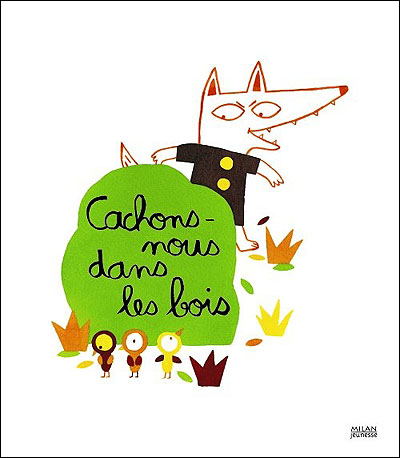 Cachons-
nous
dans
les bois
MILAN
jeunesse